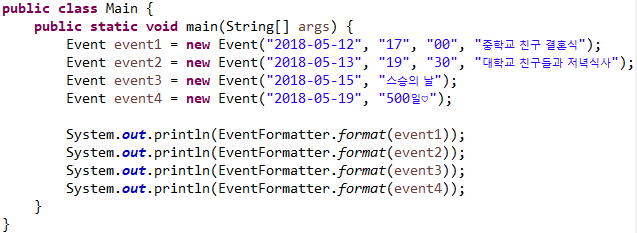 public class Main {
    public static void main(String[] args) {
        Event event1 = new Event("2018-05-12", "17", "00", "중학교 친구 결혼식");
        Event event2 = new Event("2018-05-13", "19", "30", "대학교 친구들과 저녁식사");
        Event event3 = new Event("2018-05-15", "스승의 날");
        Event event4 = new Event("2018-05-19", "500일♡");

        System.out.println(EventFormatter.format(event1));
        System.out.println(EventFormatter.format(event2));
        System.out.println(EventFormatter.format(event3));
        System.out.println(EventFormatter.format(event4));
    }
}